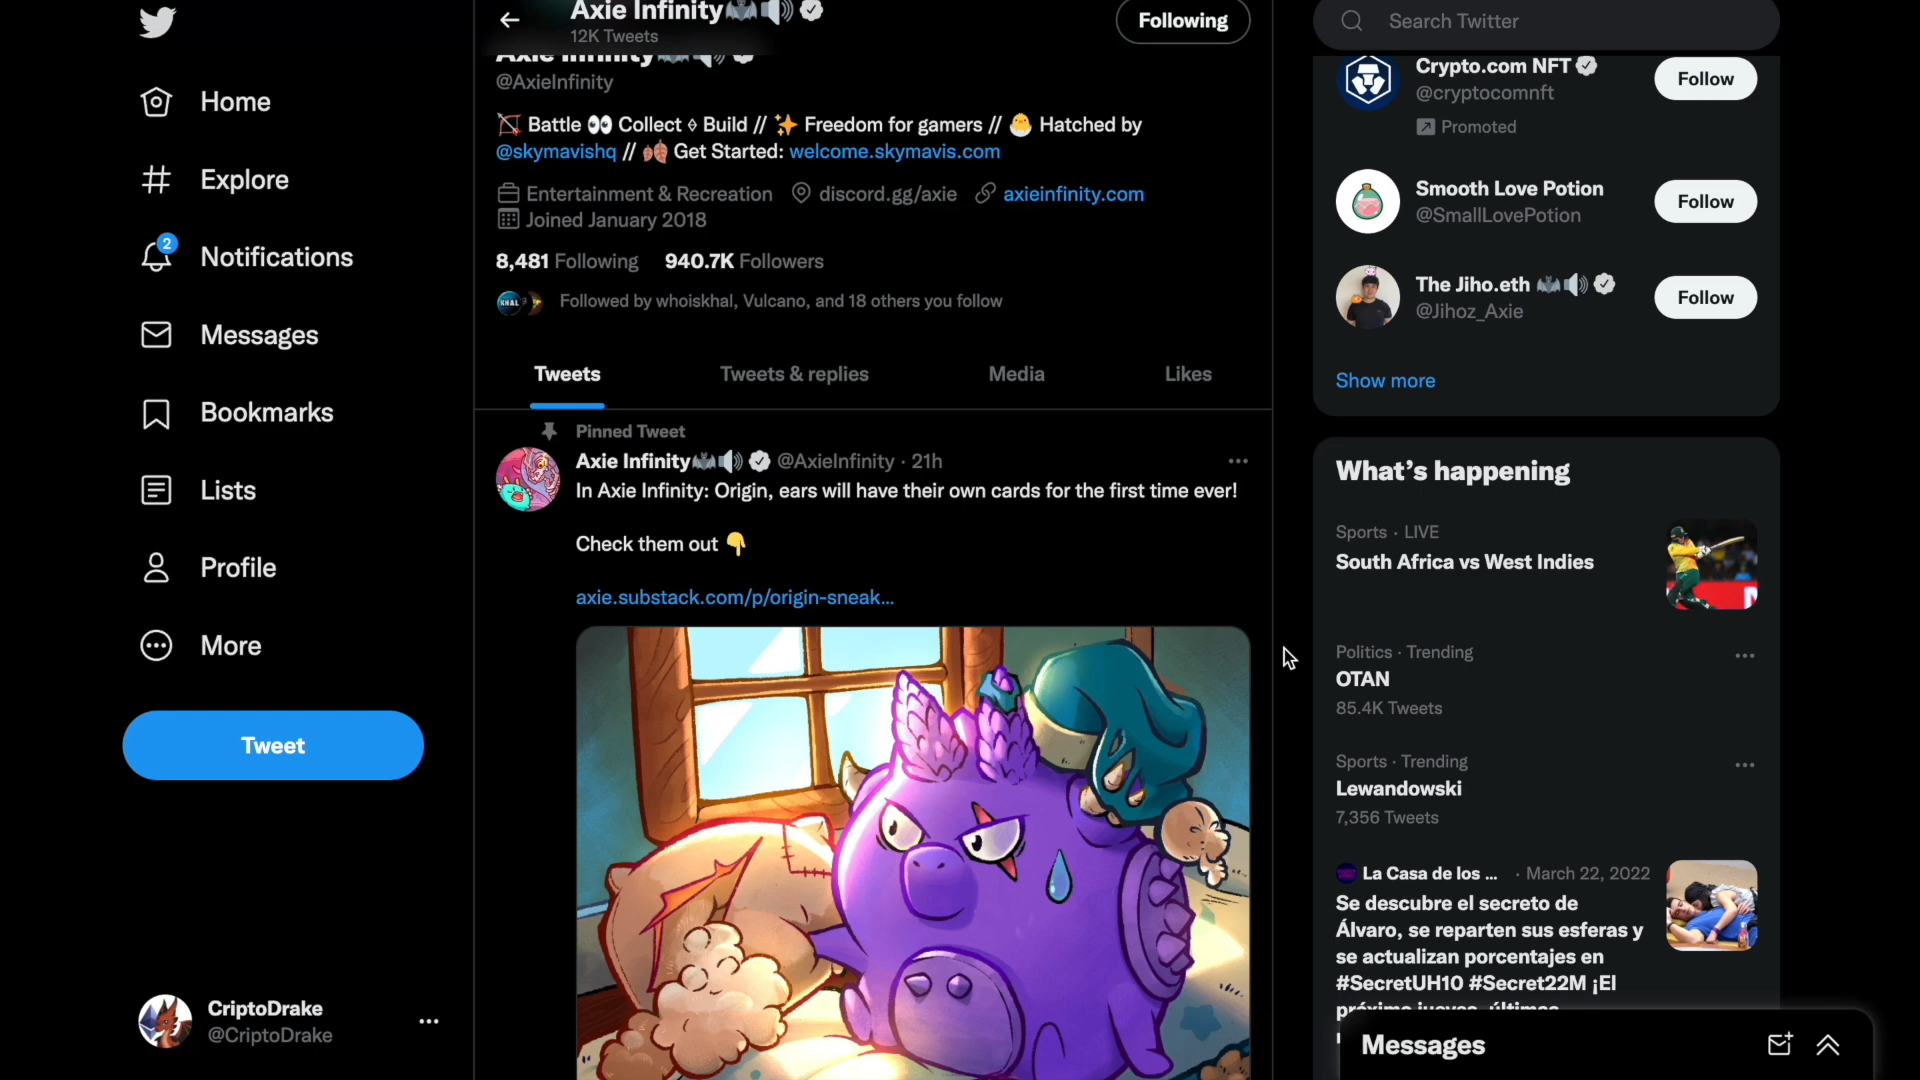 Home
Explore
2
Notifications
Messages
Bookmarks
Lists
Profile
More
Tweet
CriptoDrake
@CriptoDrake
Axie Infinity🦇🔊
12K Tweets
Following
Axie Infinity🦇🔊
@AxieInfinity
🏹 Battle 👀 Collect ⬨ Build // ✨ Freedom for gamers // 🐣 Hatched by
@skymavishq // 🍂 Get Started: welcome.skymavis.com
Entertainment & Recreation discord.gg/axie axieinfinity.com
Joined January 2018
8,481 Following 940.7K Followers
KHAL
Followed by whoiskhal, Vulcano, and 18 others you follow
Tweets Tweets & replies Media Likes
Pinned Tweet
Axie Infinity🦇🔊 @AxieInfinity · 21h
In Axie Infinity: Origin, ears will have their own cards for the first time ever!
Check them out 👇
axie.substack.com/p/origin-sneak...
Search Twitter
Crypto.com NFT
@cryptocomnft
Promoted
Follow
Smooth Love Potion
@SmallLovePotion
Follow
The Jiho.eth 🦇🔊
@Jihoz_Axie
Follow
Show more
What's happening
Sports · LIVE
South Africa vs West Indies
Politics · Trending
OTAN
85.4K Tweets
Sports · Trending
Lewandowski
7,356 Tweets
La Casa de los ... · March 22, 2022
Se descubre el secreto de
Álvaro, se reparten sus esferas y
se actualizan porcentajes en
#SecretUH10 #Secret22M ¡El
próximo jueves, últimas
Messages